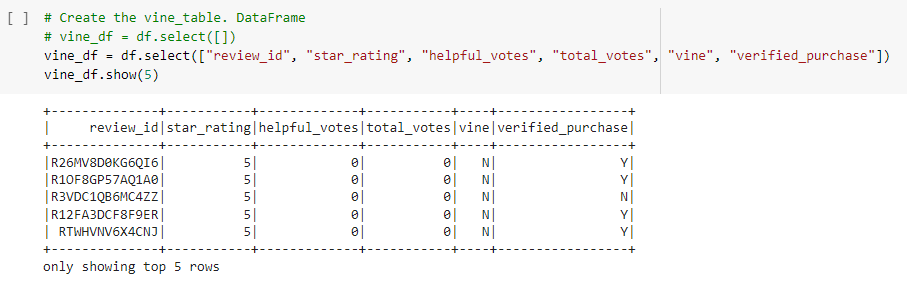 [ ] # Create the vine_table. DataFrame
# vine_df = df.select([])
vine_df = df.select(["review_id", "star_rating", "helpful_votes", "total_votes", "vine", "verified_purchase"])
vine_df.show(5)
+--------------+-----------+-------------+-----------+----+-----------------+
|     review_id|star_rating|helpful_votes|total_votes|vine|verified_purchase|
+--------------+-----------+-------------+-----------+----+-----------------+
|R26MV8D0KG6QI6|          5|            0|          0|   N|                Y|
|R1OF8GP57AQ1A0|          5|            0|          0|   N|                Y|
|R3VDC1QB6MC4ZZ|          5|            0|          0|   N|                N|
|R12FA3DCF8F9ER|          5|            0|          0|   N|                Y|
| RTWHVNV6X4CNJ|          5|            0|          0|   N|                Y|
+--------------+-----------+-------------+-----------+----+-----------------+
only showing top 5 rows